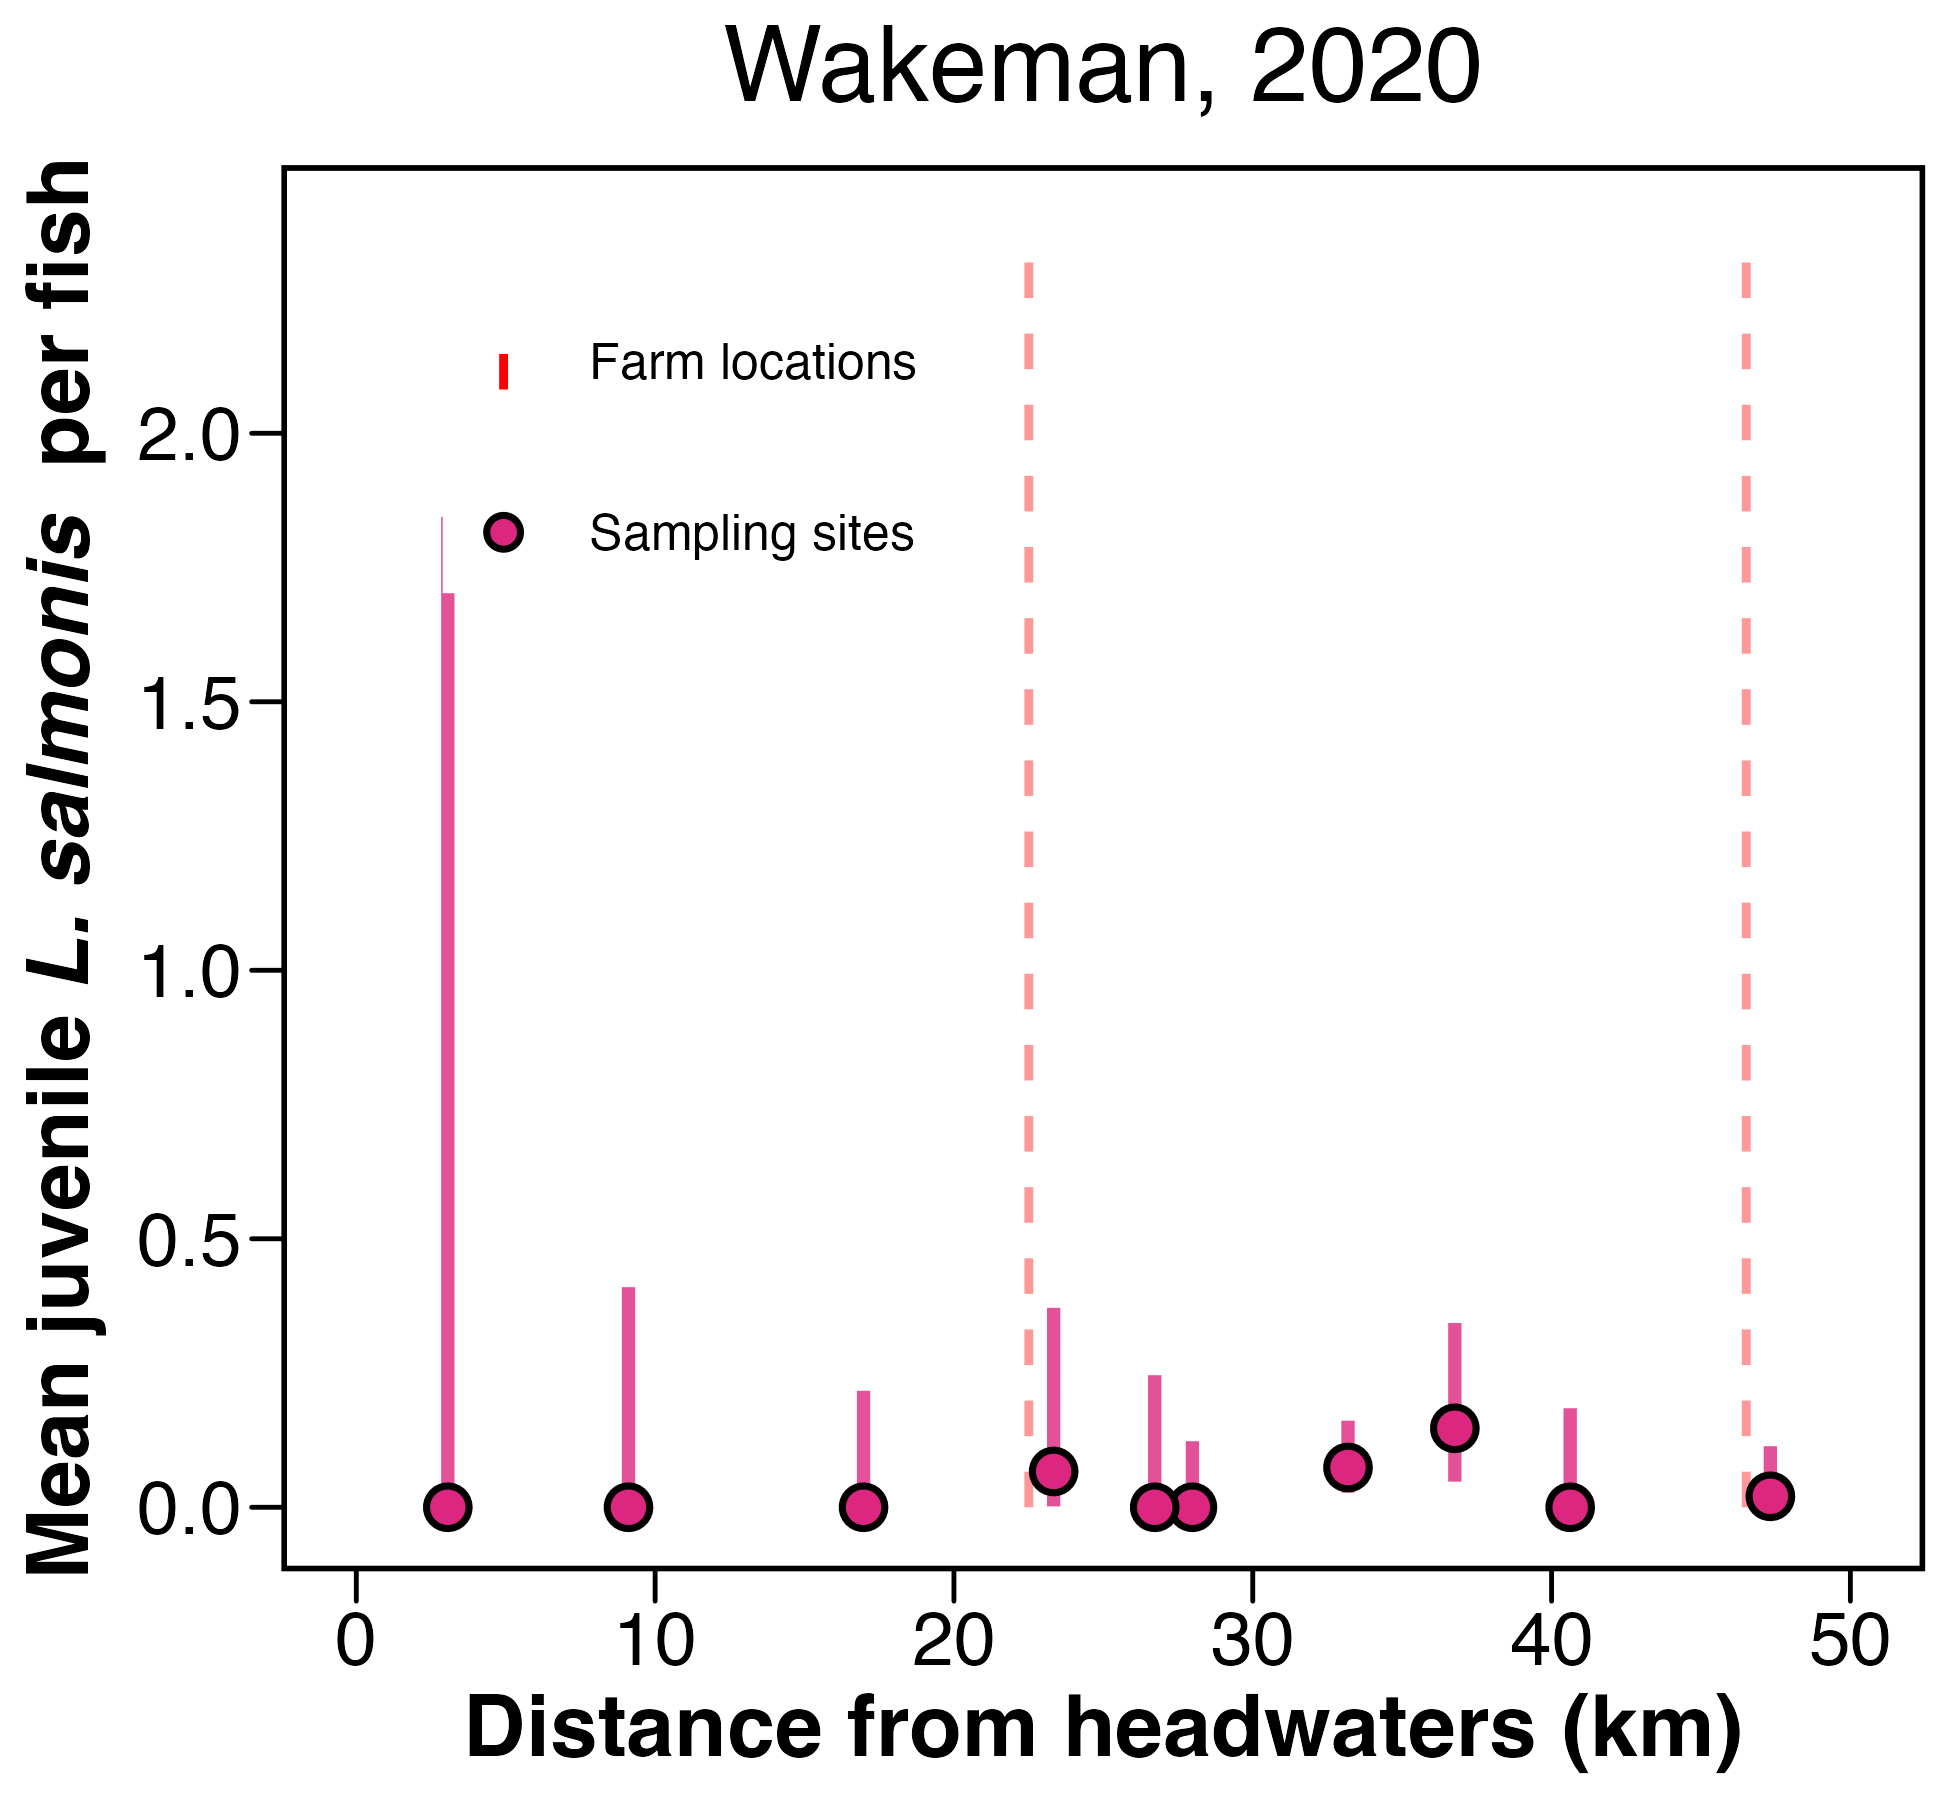 Wakeman, 2020
Mean juvenile L. salmonis per fish
Farm locations
Sampling sites
2.0
1.5
1.0
0.5
0.0
0 10 20 30 40 50
Distance from headwaters (km)